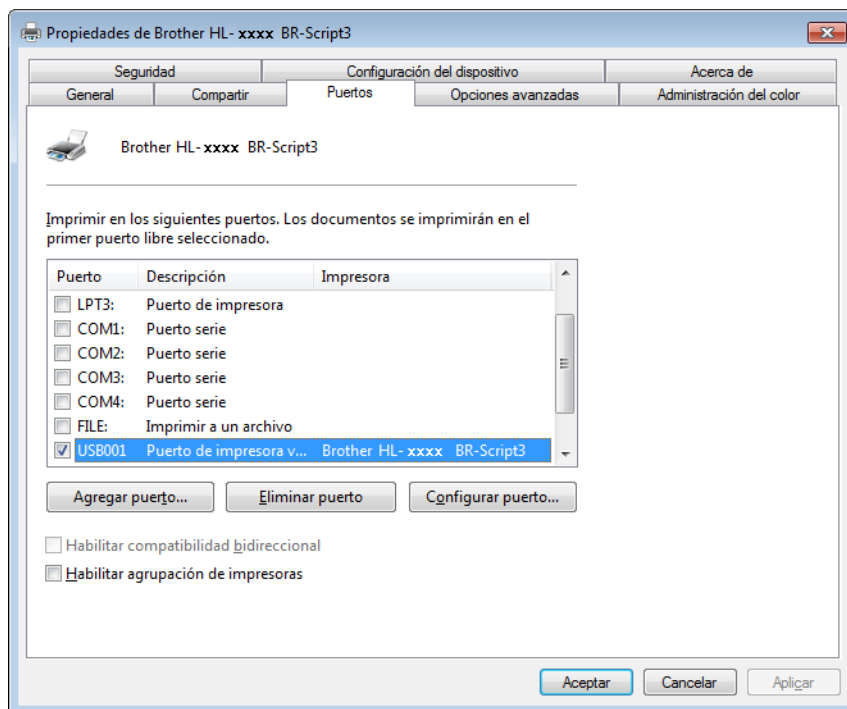 Propiedades de Brother HL- xxxx BR-Script3
Seguridad Configuración del dispositivo Acerca de
General Compartir Puertos Opciones avanzadas Administración del color
Brother HL- xxxx BR-Script3
Imprimir en los siguientes puertos. Los documentos se imprimirán en el
primer puerto libre seleccionado.
Puerto Descripción Impresora
LPT3: Puerto de impresora
COM1: Puerto serie
COM2: Puerto serie
COM3: Puerto serie
COM4: Puerto serie
FILE: Imprimir a un archivo
USB001 Puerto de impresora v... Brother HL- xxxx BR-Script3
Agregar puerto... Eliminar puerto Configurar puerto...
Habilitar compatibilidad bidireccional
Habilitar agrupación de impresoras
Aceptar Cancelar Aplicar